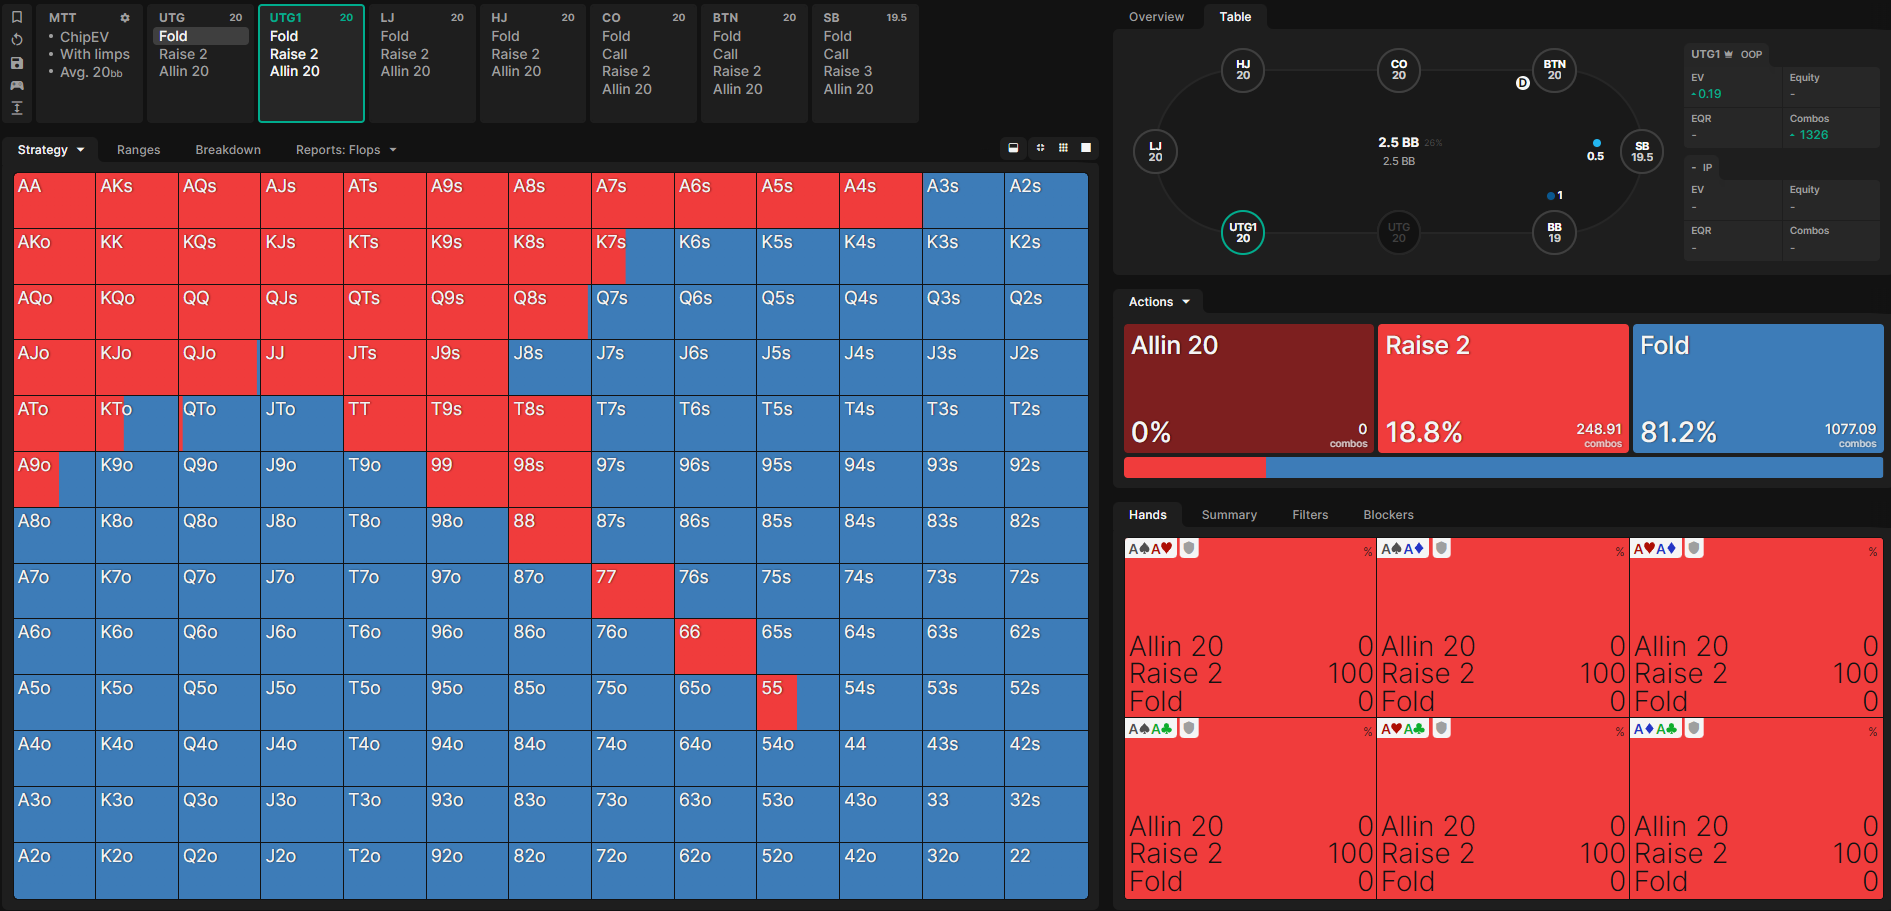 MTT
ChipEV
With limps
Avg. 20bb
UTG 20
Fold
Raise 2
Allin 20
UTG1 20
Fold
Raise 2
Allin 20
LJ 20
Fold
Raise 2
Allin 20
HJ 20
Fold
Raise 2
Allin 20
CO 20
Fold
Call
Raise 2
Allin 20
BTN 20
Fold
Call
Raise 2
Allin 20
SB 19.5
Fold
Call
Raise 3
Allin 20
Strategy Ranges Breakdown Reports: Flops
AA AKs AQs AJs ATs A9s A8s A7s A6s A5s A4s A3s A2s
AKo KK KQs KJs KTs K9s K8s K7s K6s K5s K4s K3s K2s
AQo KQo QQ QJs QTs Q9s Q8s Q7s Q6s Q5s Q4s Q3s Q2s
AJo KJo QJo JJ JTs J9s J8s J7s J6s J5s J4s J3s J2s
ATo KTo QTo JTo TT T9s T8s T7s T6s T5s T4s T3s T2s
A9o K9o Q9o J9o T9o 99 98s 97s 96s 95s 94s 93s 92s
A8o K8o Q8o J8o T8o 98o 88 87s 86s 85s 84s 83s 82s
A7o K7o Q7o J7o T7o 97o 87o 77 76s 75s 74s 73s 72s
A6o K6o Q6o J6o T6o 96o 86o 76o 66 65s 64s 63s 62s
A5o K5o Q5o J5o T5o 95o 85o 75o 65o 55 54s 53s 52s
A4o K4o Q4o J4o T4o 94o 84o 74o 64o 54o 44 43s 42s
A3o K3o Q3o J3o T3o 93o 83o 73o 63o 53o 43o 33 32s
A2o K2o Q2o J2o T2o 92o 82o 72o 62o 52o 42o 32o 22
Overview Table
HJ
20
CO
20
BTN
20
D
LJ
20
2.5 BB 26%
2.5 BB
0.5
SB
19.5
1
UTG1
20
UTG
20
BB
19
UTG1 OOP
EV Equity
0.19 -
EQR Combos
- 1326
- IP
EV Equity
- -
EQR Combos
- -
Actions
Allin 20
0% 0
combos
Raise 2
18.8% 248.91
combos
Fold
81.2% 1077.09
combos
Hands Summary Filters Blockers
A♠A♥ %
Allin 20 0
Raise 2 100
Fold 0
A♠A♦ %
Allin 20 0
Raise 2 100
Fold 0
A♥A♦ %
Allin 20 0
Raise 2 100
Fold 0
A♠A♣ %
Allin 20 0
Raise 2 100
Fold 0
A♥A♣ %
Allin 20 0
Raise 2 100
Fold 0
A♦A♣ %
Allin 20 0
Raise 2 100
Fold 0